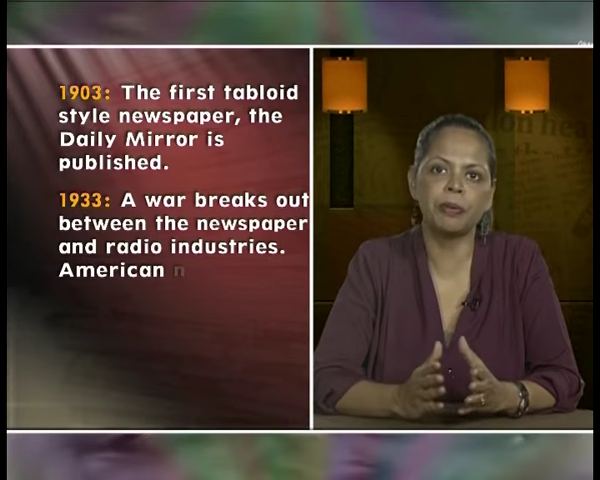 1903: The first tabloid
style newspaper, the
Daily Mirror is
published.
1933: A war breaks out
between the newspaper
and radio industries.
American n